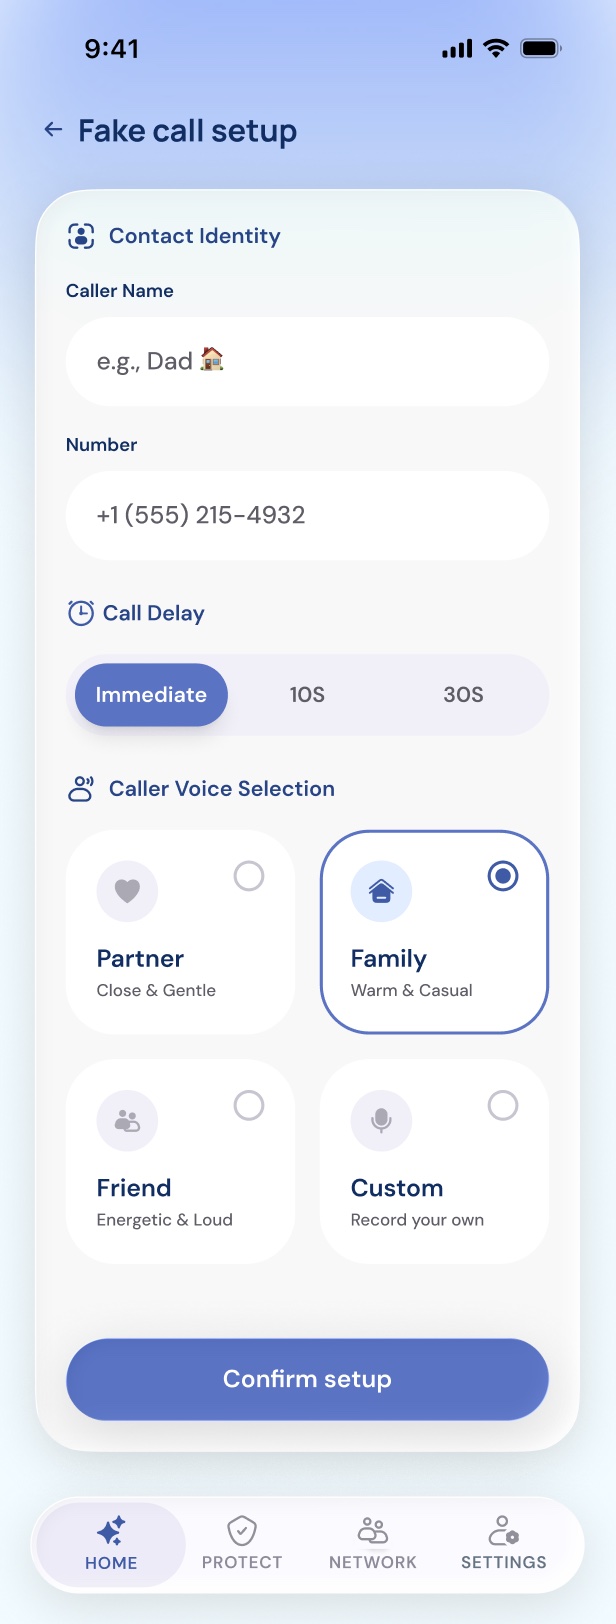 9:41
Fake call setup
Contact Identity
Caller Name
e.g., Dad 🏠
Number
+1 (555) 215-4932
Call Delay
Immediate 10S 30S
Caller Voice Selection
Partner Family
Close & Gentle Warm & Casual
Friend Custom
Energetic & Loud Record your own
Confirm setup
HOME PROTECT NETWORK SETTINGS